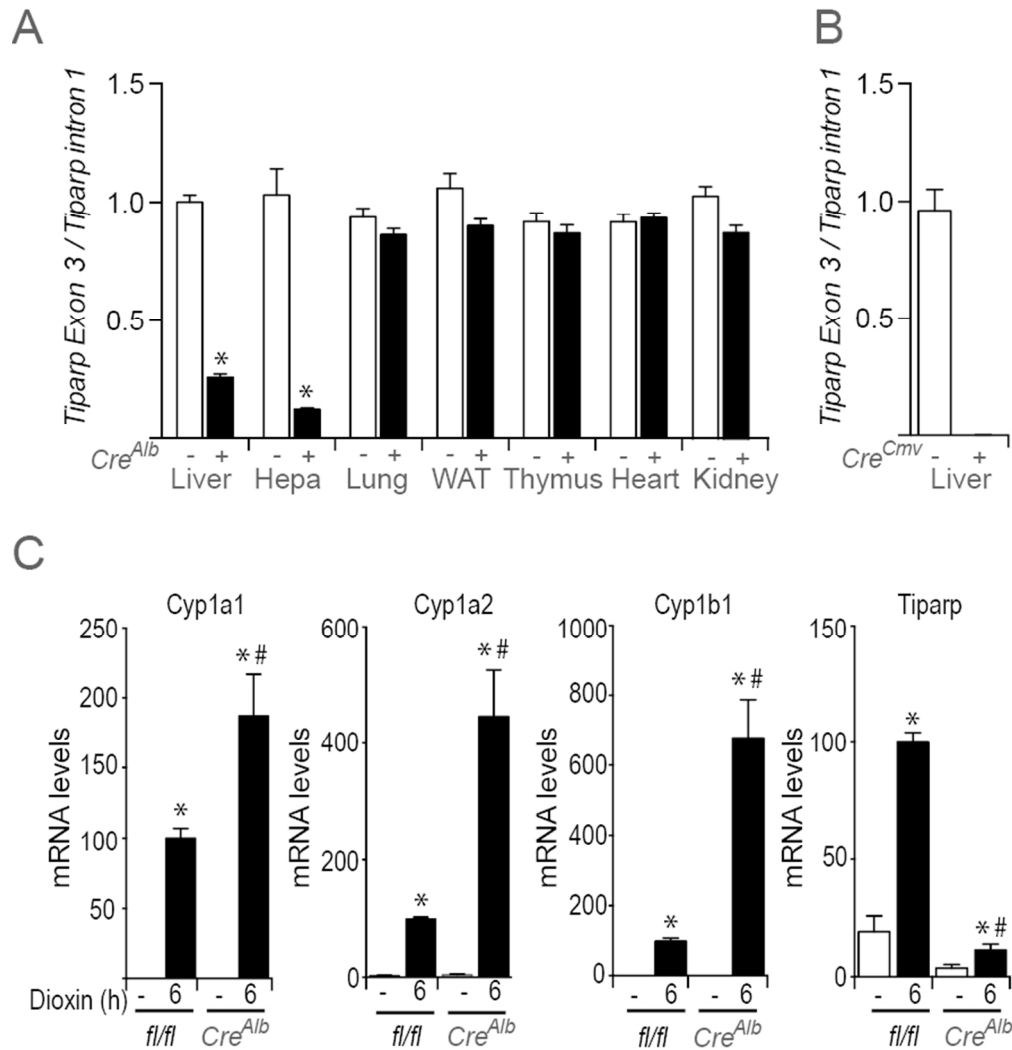 A
B
Tiparp Exon 3 / Tiparp intron 1
1.5
1.0
0.5
* *
Cre^Alb - + - + - + - + - + - + - +
Liver Hepa Lung WAT Thymus Heart Kidney
Tiparp Exon 3 / Tiparp intron 1
1.5
1.0
0.5
Cre^Cmv - +
Liver
C
Cyp1a1
mRNA levels
250
200
150
100
50
*
* #
Cyp1a2
mRNA levels
600
400
200
0
*
* #
Cyp1b1
mRNA levels
1000
800
600
400
200
0
*
* #
Tiparp
mRNA levels
150
100
50
0
*
* #
Dioxin (h) - 6 - 6 - 6 - 6 - 6 - 6 - 6 - 6
fl/fl Cre^Alb fl/fl Cre^Alb fl/fl Cre^Alb fl/fl Cre^Alb